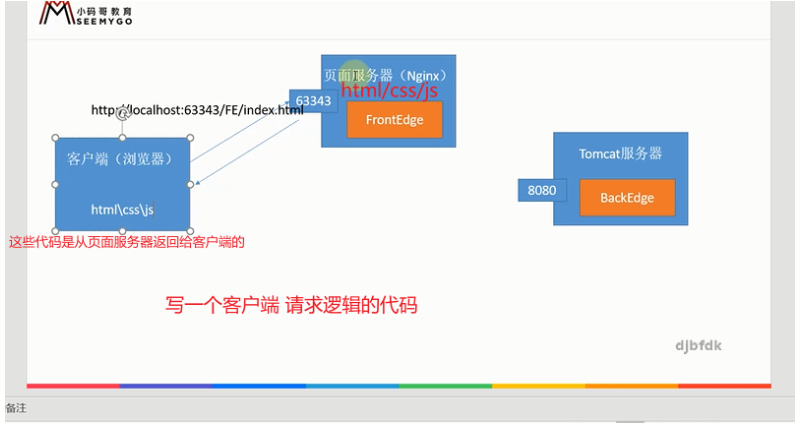 小码哥教育
SEEMYGO
页面服务器（Nginx）
html/css/js
63343
http://localhost:63343/FE/index.html
FrontEdge
客户端（浏览器）
Tomcat服务器
8080
BackEdge
html\css\js
这些代码是从页面服务器返回给客户端的
写一个客户端 请求逻辑的代码
djbfdk
备注